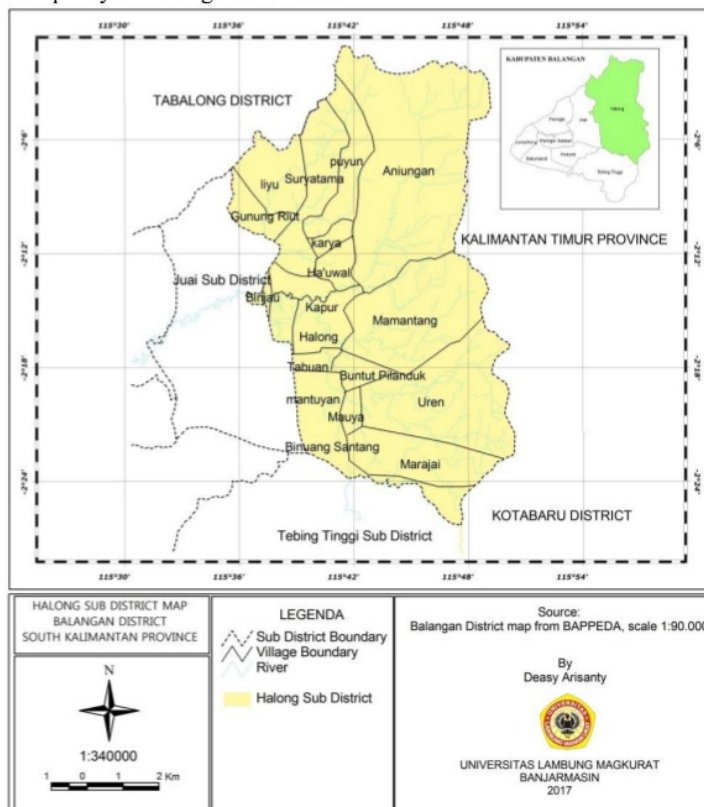 115°30'
115°36'
115°42'
115°48'
115°54'
KABUPATEN BALANGAN
Halong
Tebing Tinggi
TABALONG DISTRICT
-2°6'
-2°6'
puyun
Suryatama
Aniungan
liyu
Gunung Riut
KALIMANTAN TIMUR PROVINCE
-2°12'
-2°12'
karya
Ha'uwal
Juai Sub District
Binjau
Kapur
Mamantang
Halong
-2°18'
-2°18'
Tabuan
Buntut Pilanduk
mantuyan
Uren
Mauya
Binuang Santang
Marajai
-2°24'
-2°24'
KOTABARU DISTRICT
Tebing Tinggi Sub District
115°30'
115°36'
115°42'
115°48'
115°54'
HALONG SUB DISTRICT MAP
BALANGAN DISTRICT
SOUTH KALIMANTAN PROVINCE
N
1:340000
1 0 1 2 Km
LEGENDA
Sub District Boundary
Village Boundary
River
Halong Sub District
Source:
Balangan District map from BAPPEDA, scale 1:90.000
By
Deasy Arisanty
UNIVERSITAS LAMBUNG MAGKURAT
BANJARMASIN
2017